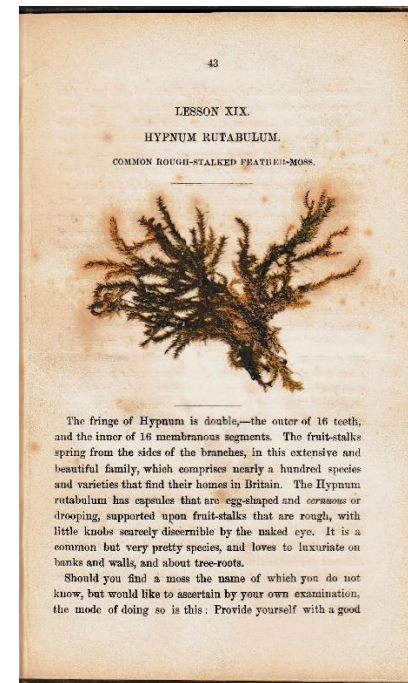 43
LESSON XIX.
HYPNUM RUTABULUM.
COMMON ROUGH-STALKED FEATHER-MOSS.
The fringe of Hypnum is double,—the outer of 16 teeth,
and the inner of 16 membranous segments. The fruit-stalks
spring from the sides of the branches, in this extensive and
beautiful family, which comprises nearly a hundred species
and varieties that find their homes in Britain. The Hypnum
rutabulum has capsules that are egg-shaped and cernuous or
drooping, supported upon fruit-stalks that are rough, with
little knobs scarcely discernible by the naked eye. It is a
common but very pretty species, and loves to luxuriate on
banks and walls, and about tree-roots.
Should you find a moss the name of which you do not
know, but would like to ascertain by your own examination,
the mode of doing so is this: Provide yourself with a good